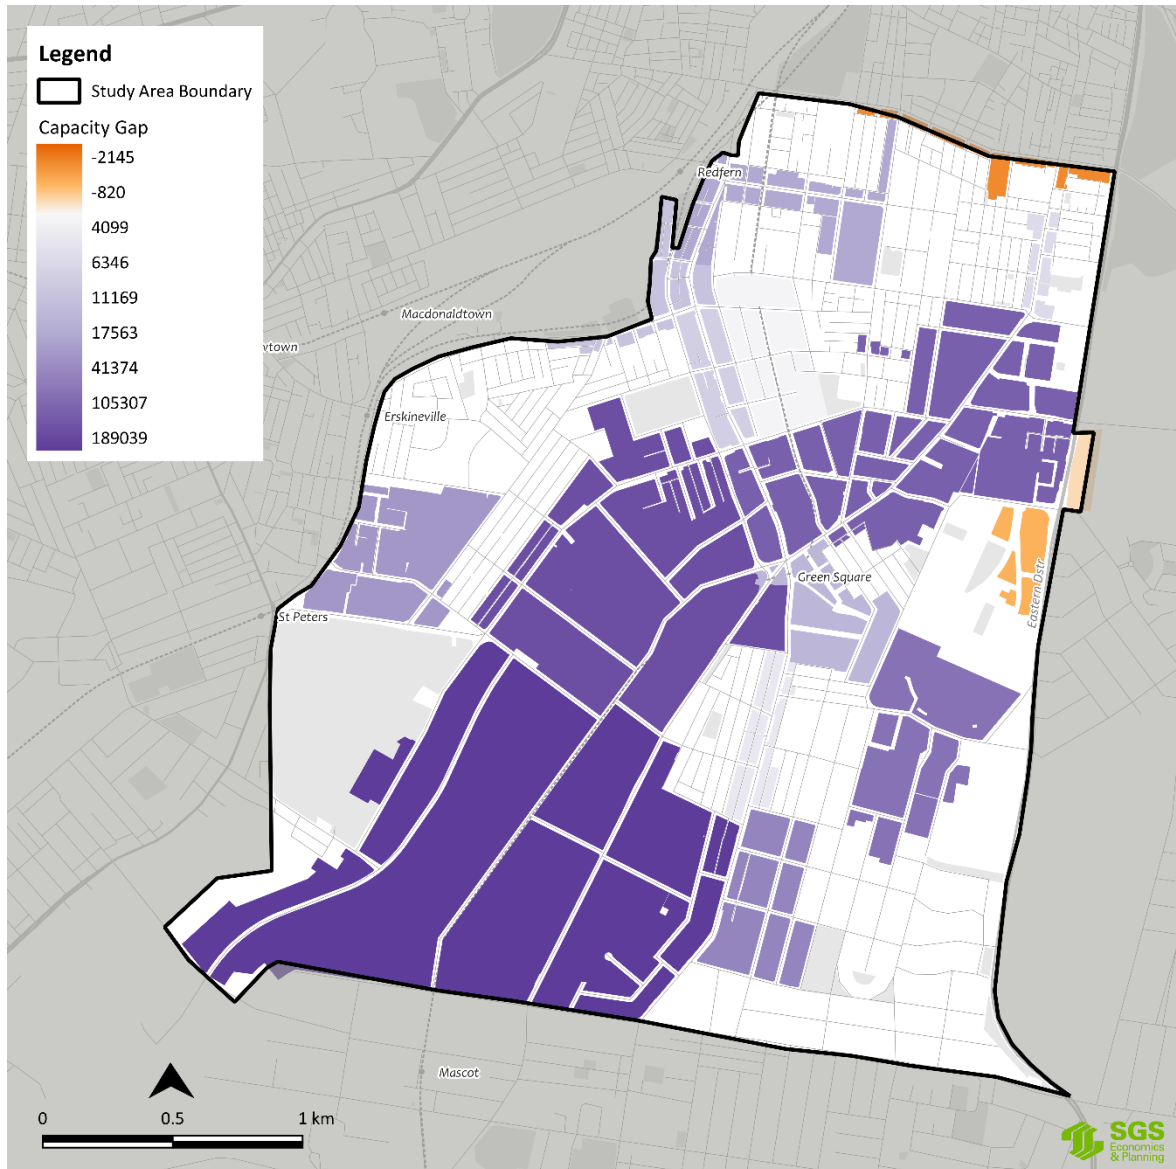 Legend
Study Area Boundary
Capacity Gap
-2145
-820
4099
6346
11169
17563
41374
105307
189039
Redfern
Macdonaldtown
wtown
Erskineville
Green Square
Eastern Dstr
St Peters
Mascot
0 0.5 1 km
SGS
Economics
& Planning